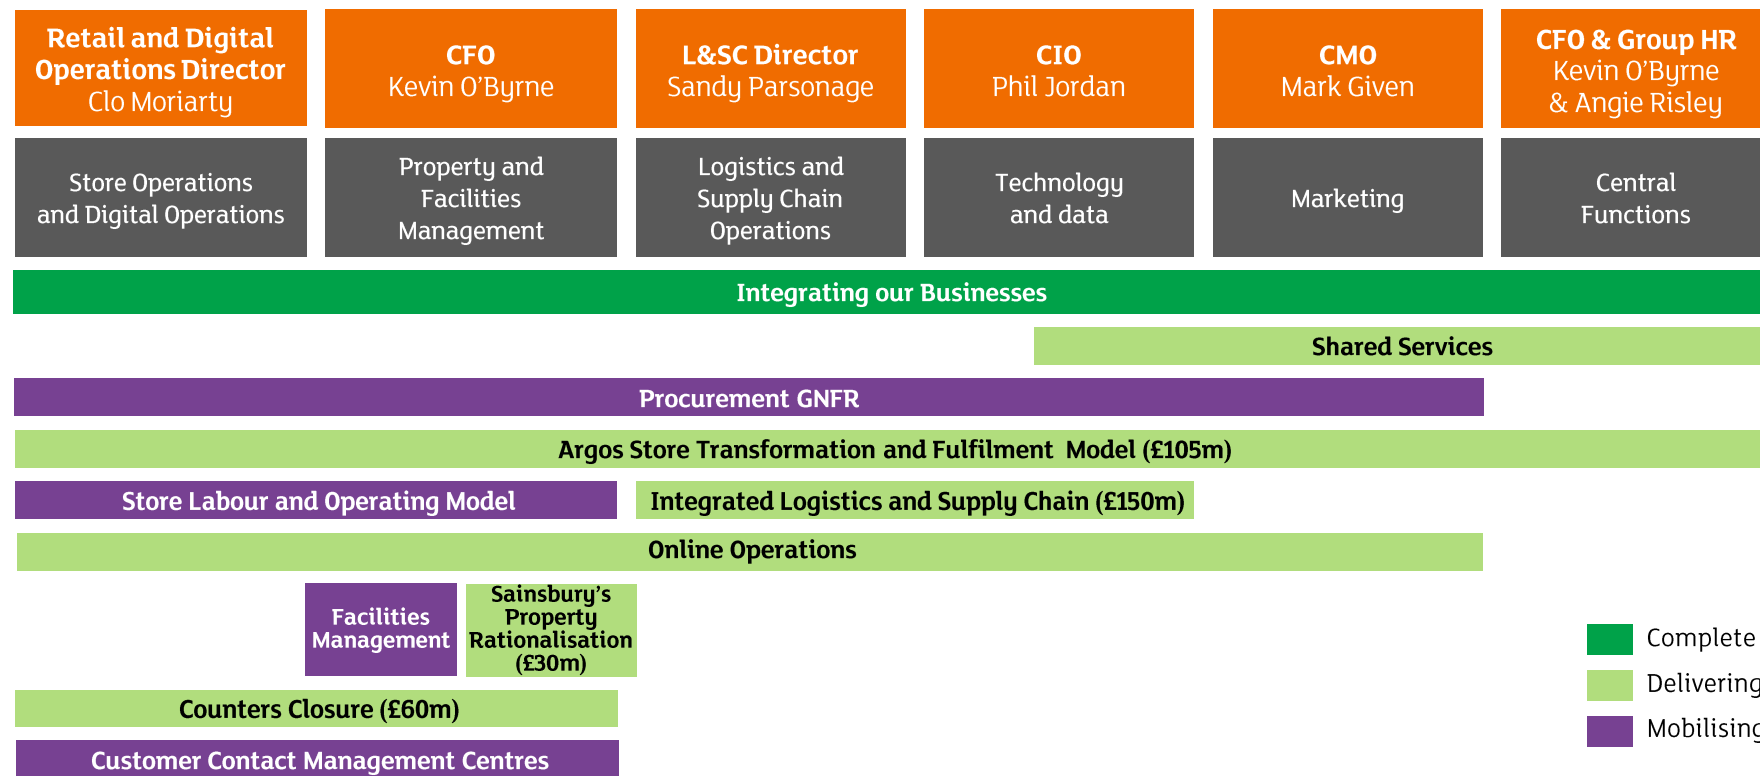 Retail and Digital
Operations Director
Clo Moriarty
CFO
Kevin O'Byrne
L&SC Director
Sandy Parsonage
CIO
Phil Jordan
CMO
Mark Given
CFO & Group HR
Kevin O'Byrne
& Angie Risley
Store Operations
and Digital Operations
Property and
Facilities
Management
Logistics and
Supply Chain
Operations
Technology
and data
Marketing
Central
Functions
Integrating our Businesses
Shared Services
Procurement GNFR
Argos Store Transformation and Fulfilment Model (£105m)
Store Labour and Operating Model
Integrated Logistics and Supply Chain (£150m)
Online Operations
Facilities
Management
Sainsbury's
Property
Rationalisation
(£30m)
Counters Closure (£60m)
Customer Contact Management Centres
Complete
Delivering
Mobilising